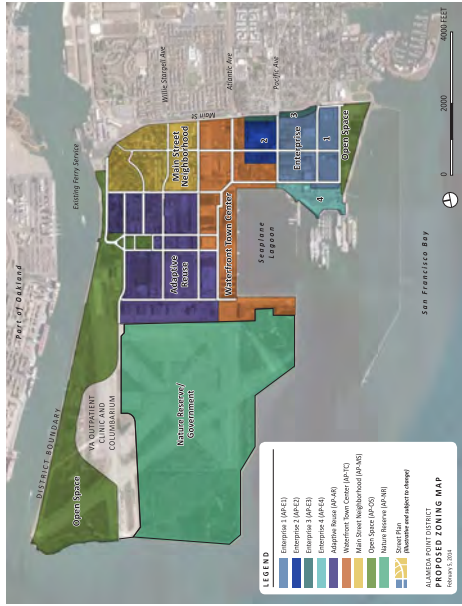 Port of Oakland
DISTRICT BOUNDARY
Existing Ferry Service
Willie Stargell Ave
Atlantic Ave
Pacific Ave
Main St
Open Space
VA OUTPATIENT
CLINIC AND
COLUMBARIUM
Nature Reserve/
Government
Adaptive
Reuse
Main Street
Neighborhood
Waterfront Town Center
Seaplane
Lagoon
2
3
Enterprise
1
4
Open Space
San Francisco Bay
0 2000 4000 FEET
LEGEND
Enterprise 1 (AP-E1)
Enterprise 2 (AP-E2)
Enterprise 3 (AP-E3)
Enterprise 4 (AP-E4)
Adaptive Reuse (AP-AR)
Waterfront Town Center (AP-TC)
Main Street Neighborhood (AP-MS)
Open Space (AP-OS)
Nature Reserve (AP-NR)
Street Plan
(Illustrative and subject to change)
ALAMEDA POINT DISTRICT
PROPOSED ZONING MAP
February 5, 2014